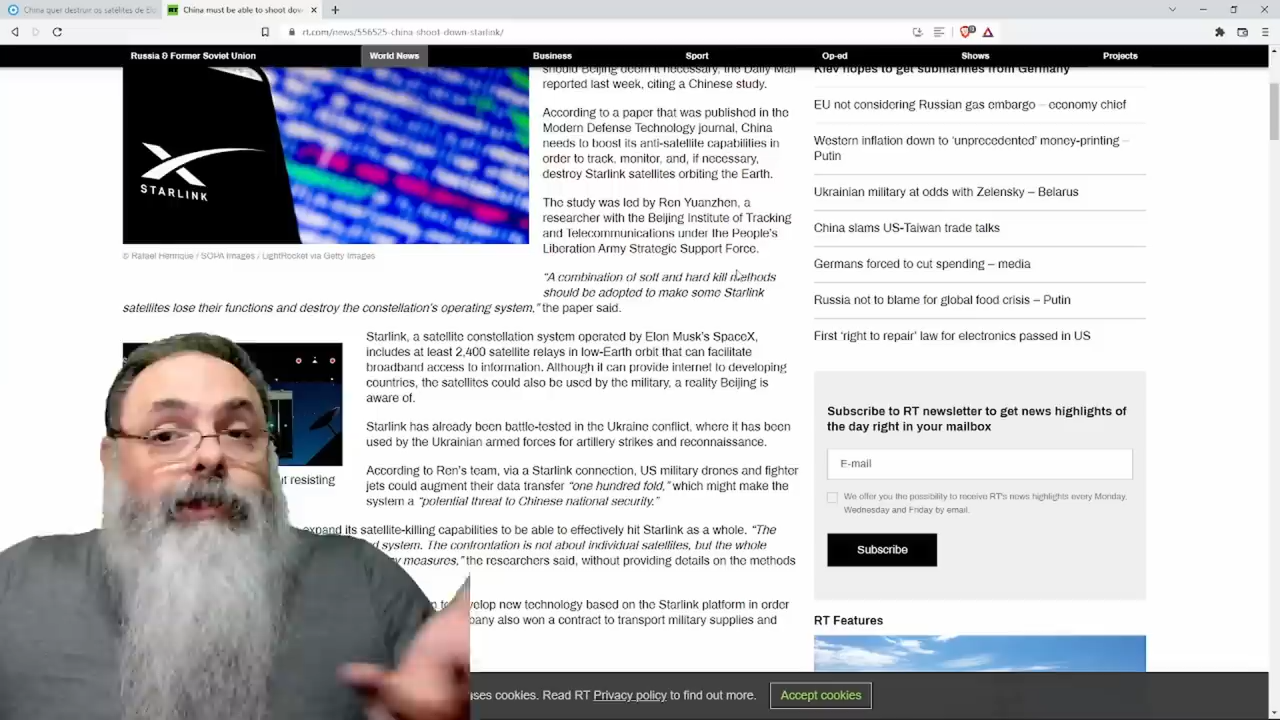 China quer destruir os satélites de Elo
China must be able to shoot dow
rt.com/news/556525-china-shoot-down-starlink/
Russia & Former Soviet Union
World News
Business
Sport
Op-ed
Shows
Projects
should Beijing deem it necessary, the Daily Mail
reported last week, citing a Chinese study.
According to a paper that was published in the
Modern Defense Technology journal, China
needs to boost its anti-satellite capabilities in
order to track, monitor, and, if necessary,
destroy Starlink satellites orbiting the Earth.
The study was led by Ren Yuanzhen, a
researcher with the Beijing Institute of Tracking
and Telecommunications under the People's
Liberation Army Strategic Support Force.
STARLINK
© Rafael Henrique / SOPA Images / LightRocket via Getty Images
“A combination of soft and hard kill methods
should be adopted to make some Starlink
satellites lose their functions and destroy the constellation's operating system,” the paper said.
Starlink, a satellite constellation system operated by Elon Musk's SpaceX,
includes at least 2,400 satellite relays in low-Earth orbit that can facilitate
broadband access to information. Although it can provide internet to developing
countries, the satellites could also be used by the military, a reality Beijing is
aware of.
Starlink has already been battle-tested in the Ukraine conflict, where it has been
used by the Ukrainian armed forces for artillery strikes and reconnaissance.
According to Ren's team, via a Starlink connection, US military drones and fighter
jets could augment their data transfer “one hundred fold,” which might make the
system a “potential threat to Chinese national security.”
resisting
expand its satellite-killing capabilities to be able to effectively hit Starlink as a whole. “The
system. The confrontation is not about individual satellites, but the whole
measures,” the researchers said, without providing details on the methods
new technology based on the Starlink platform in order
also won a contract to transport military supplies and
Kiev hopes to get submarines from Germany
EU not considering Russian gas embargo – economy chief
Western inflation down to ‘unprecedented’ money-printing –
Putin
Ukrainian military at odds with Zelensky – Belarus
China slams US-Taiwan trade talks
Germans forced to cut spending – media
Russia not to blame for global food crisis – Putin
First ‘right to repair’ law for electronics passed in US
Subscribe to RT newsletter to get news highlights of
the day right in your mailbox
E-mail
We offer you the possibility to receive RT's news highlights every Monday,
Wednesday and Friday by email.
Subscribe
RT Features
cookies. Read RT Privacy policy to find out more.
Accept cookies